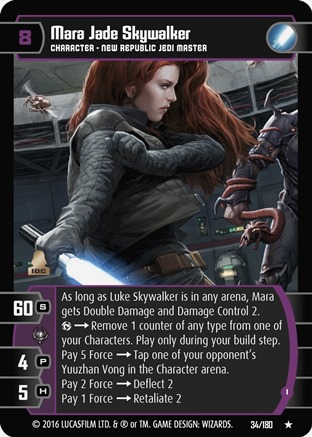 8
Mara Jade Skywalker
CHARACTER - NEW REPUBLIC JEDI MASTER
IDC
60 S
4 P
5 H
As long as Luke Skywalker is in any arena, Mara
gets Double Damage and Damage Control 2.
→ Remove 1 counter of any type from one of
your Characters. Play only during your build step.
Pay 5 Force → Tap one of your opponent's
Yuuzhan Vong in the Character arena.
Pay 2 Force → Deflect 2
Pay 1 Force → Retaliate 2
I
© 2016 LUCASFILM LTD. & ® or TM. GAME DESIGN: WIZARDS. 34/180 ★